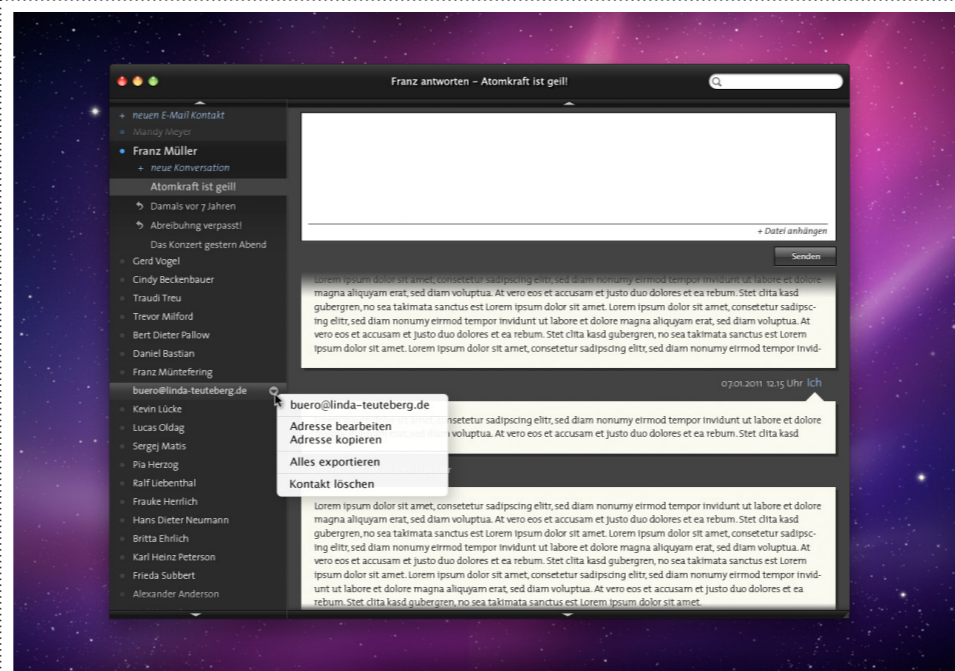 Franz antworten – Atomkraft ist geil!
+ neuen E-Mail Kontakt
Mandy Meyer
Franz Müller
+ neue Konversation
Atomkraft ist geil!
Damals vor 7 Jahren
Abreibuhng verpasst!
Das Konzert gestern Abend
Gerd Vogel
Cindy Beckenbauer
Traudi Treu
Trevor Milford
Bert Dieter Pallow
Daniel Bastian
Franz Müntefering
buero@linda-teuteberg.de
Kevin Lücke
Lucas Oldag
Sergej Matis
Pia Herzog
Ralf Liebenthal
Frauke Herrlich
Hans Dieter Neumann
Britta Ehrlich
Karl Heinz Peterson
Frieda Subbert
Alexander Anderson
+ Datei anhängen
Senden
Lorem ipsum dolor sit amet, consetetur sadipscing elitr, sed diam nonumy eirmod tempor invidunt ut labore et dolore
magna aliquyam erat, sed diam voluptua. At vero eos et accusam et justo duo dolores et ea rebum. Stet clita kasd
gubergren, no sea takimata sanctus est Lorem ipsum dolor sit amet. Lorem ipsum dolor sit amet, consetetur sadipsc-
ing elitr, sed diam nonumy eirmod tempor invidunt ut labore et dolore magna aliquyam erat, sed diam voluptua. At
vero eos et accusam et justo duo dolores et ea rebum. Stet clita kasd gubergren, no sea takimata sanctus est Lorem
ipsum dolor sit amet. Lorem ipsum dolor sit amet, consetetur sadipscing elitr, sed diam nonumy eirmod tempor invid-
07.01.2011 12.15 Uhr Ich
buero@linda-teuteberg.de
Adresse bearbeiten
Adresse kopieren
Alles exportieren
Kontakt löschen
consetetur sadipscing elitr, sed diam nonumy eirmod tempor invidunt ut labore et dolore
voluptua. At vero eos et accusam et justo duo dolores et ea rebum. Stet clita kasd
Lorem ipsum dolor sit amet, consetetur sadipscing elitr, sed diam nonumy eirmod tempor invidunt ut labore et dolore
magna aliquyam erat, sed diam voluptua. At vero eos et accusam et justo duo dolores et ea rebum. Stet clita kasd
gubergren, no sea takimata sanctus est Lorem ipsum dolor sit amet. Lorem ipsum dolor sit amet, consetetur sadipsc-
ing elitr, sed diam nonumy eirmod tempor invidunt ut labore et dolore magna aliquyam erat, sed diam voluptua. At
vero eos et accusam et justo duo dolores et ea rebum. Stet clita kasd gubergren, no sea takimata sanctus est Lorem
ipsum dolor sit amet. Lorem ipsum dolor sit amet, consetetur sadipscing elitr, sed diam nonumy eirmod tempor invid-
unt ut labore et dolore magna aliquyam erat, sed diam voluptua. At vero eos et accusam et justo duo dolores et ea
rebum. Stet clita kasd gubergren, no sea takimata sanctus est Lorem ipsum dolor sit amet.